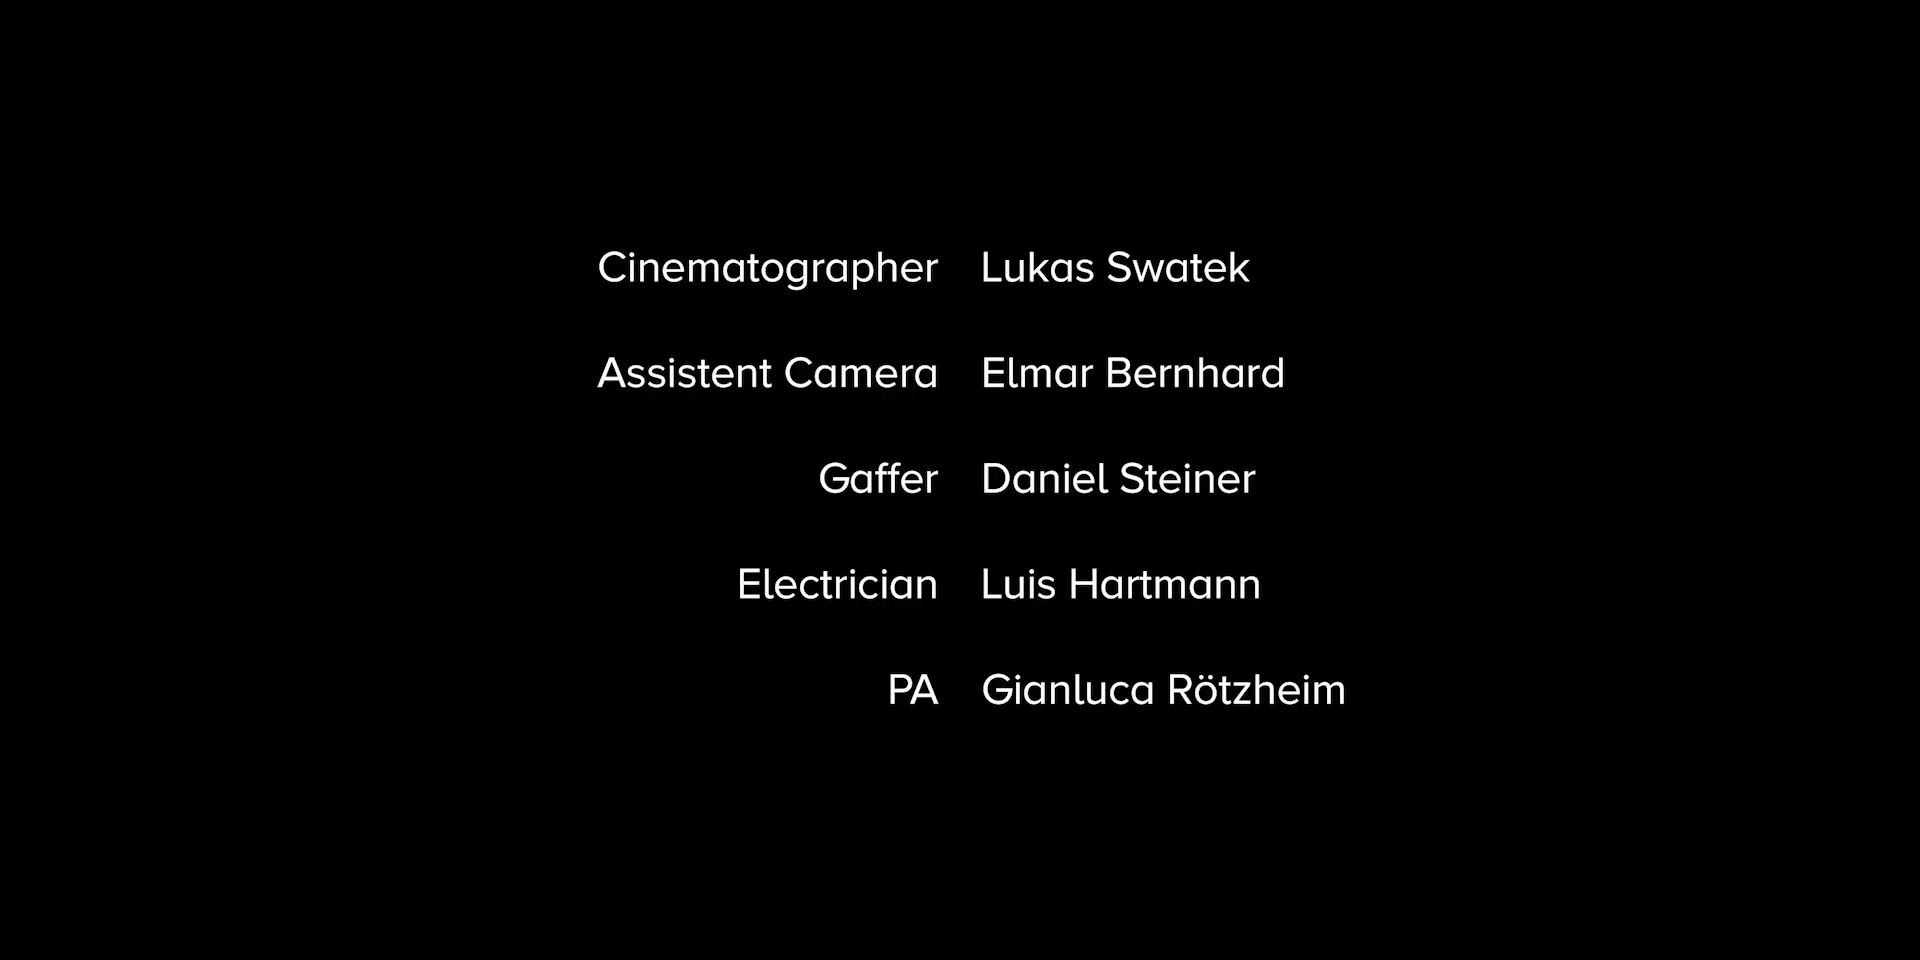 Cinematographer Lukas Swatek
Assistent Camera Elmar Bernhard
Gaffer Daniel Steiner
Electrician Luis Hartmann
PA Gianluca Rötzheim